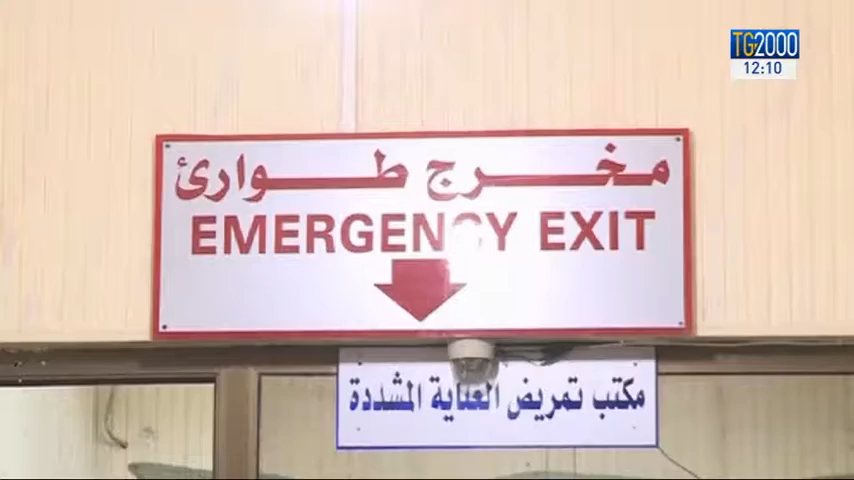 TG2000
12:10
مخرج طوارئ
EMERGENCY EXIT
مكتب تمريض العناية المشددة